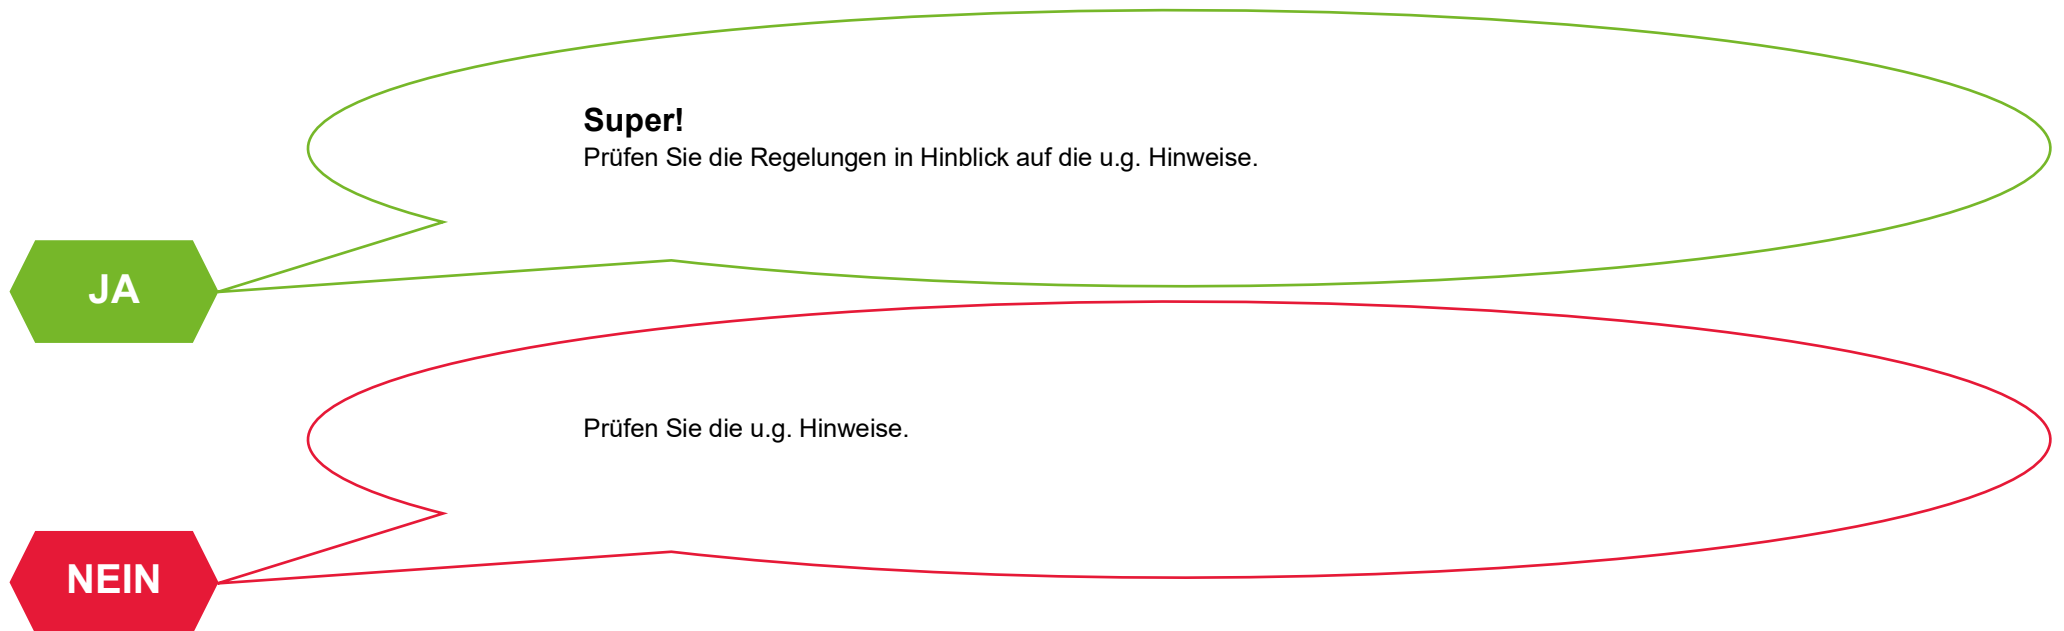 Super!
Prüfen Sie die Regelungen in Hinblick auf die u.g. Hinweise.
JA
Prüfen Sie die u.g. Hinweise.
NEIN